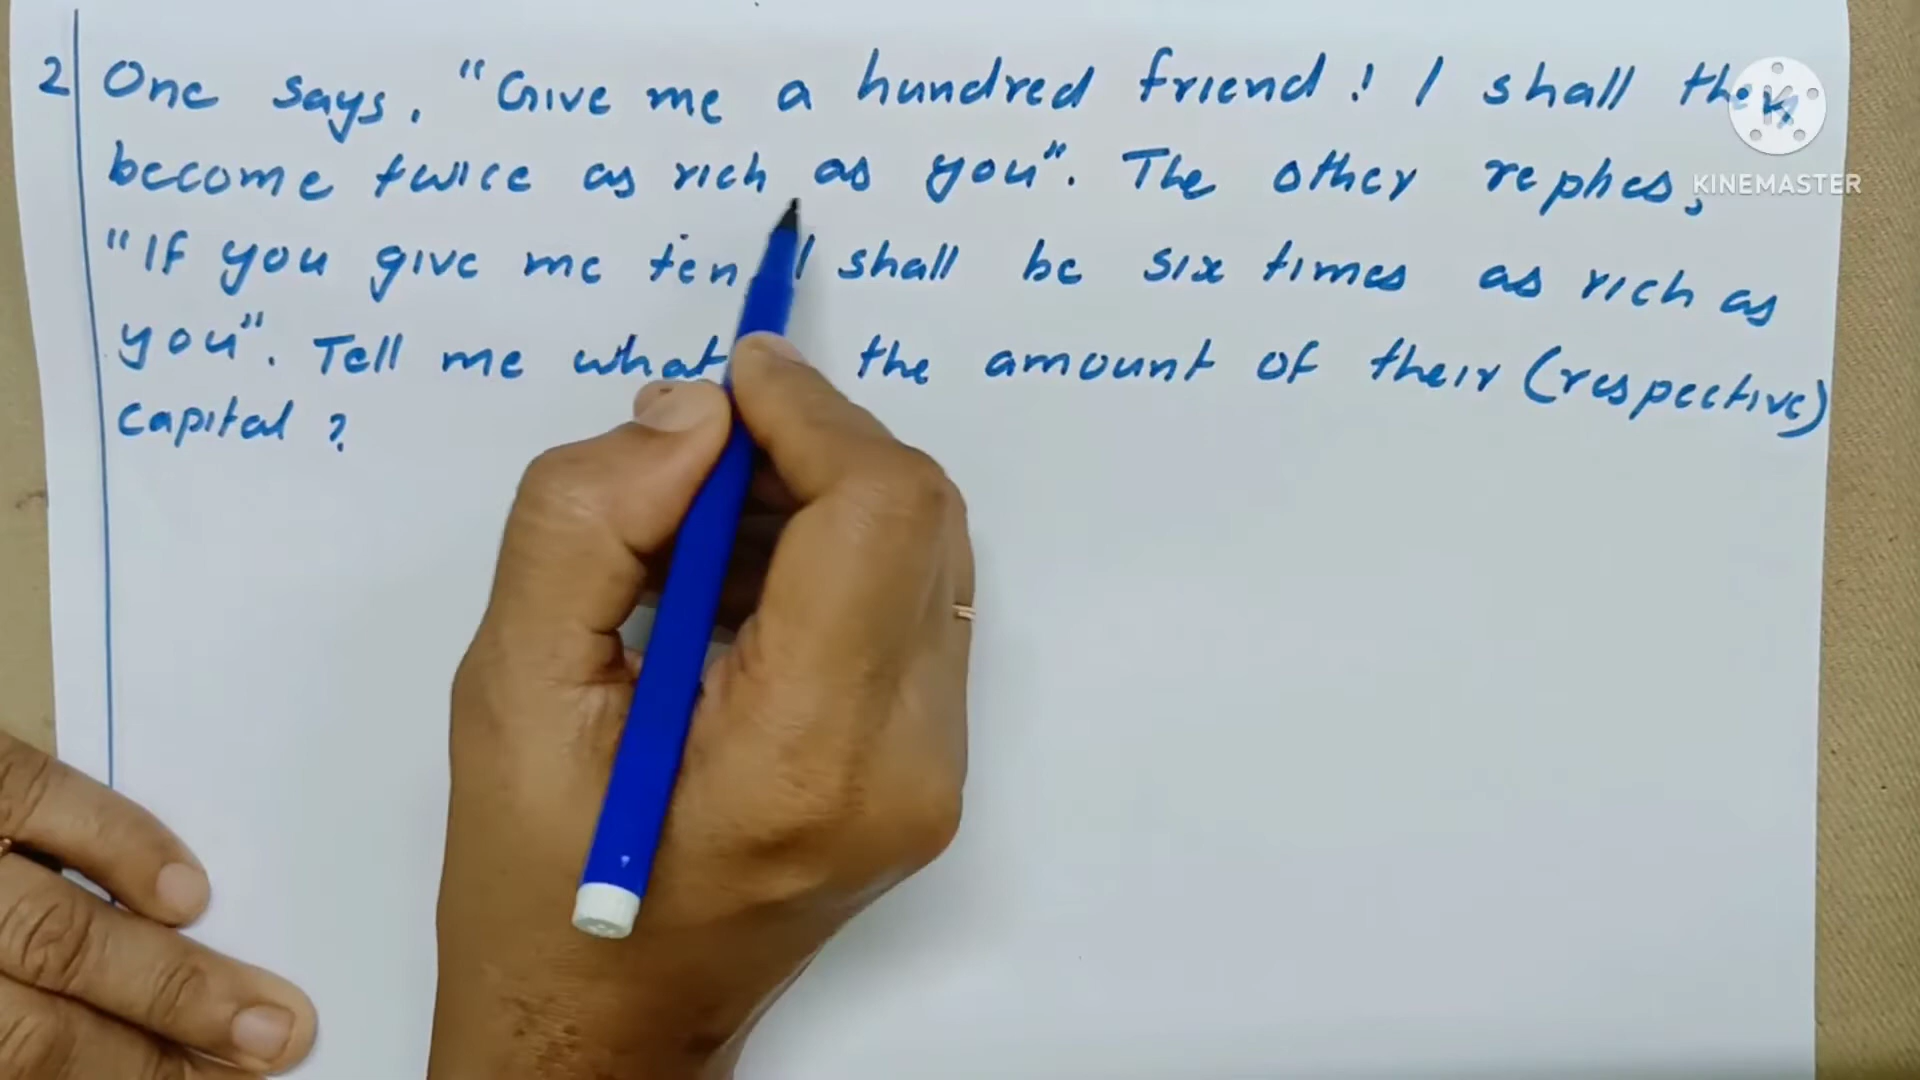 2 One says, "Give me a hundred friend! I shall then
become twice as rich as you". The other replies,
KINEMASTER
"If you give me ten I shall be six times as rich as
you". Tell me what the amount of their (respective)
capital ?